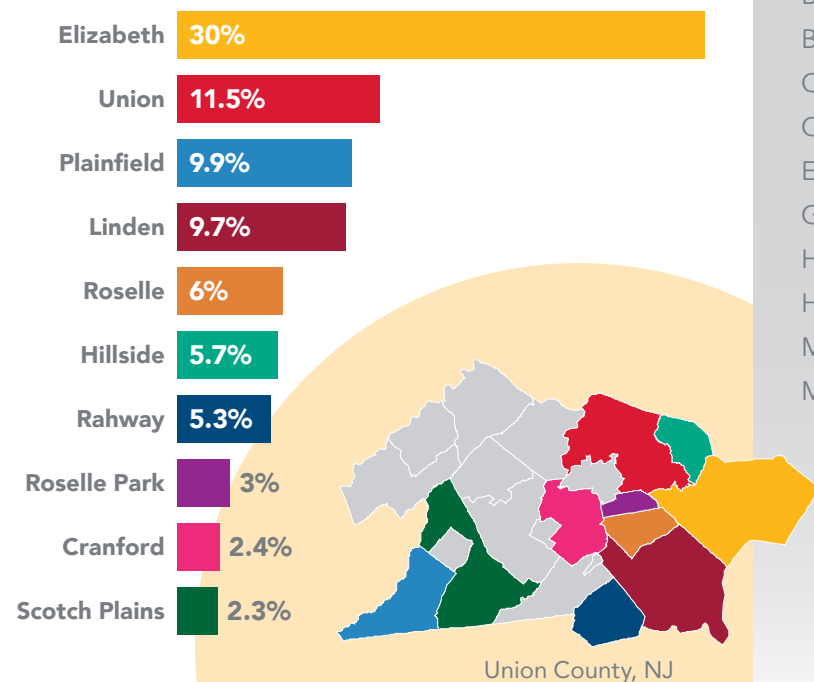 Elizabeth 30%
Union 11.5%
Plainfield 9.9%
Linden 9.7%
Roselle 6%
Hillside 5.7%
Rahway 5.3%
Roselle Park 3%
Cranford 2.4%
Scotch Plains 2.3%
Union County, NJ